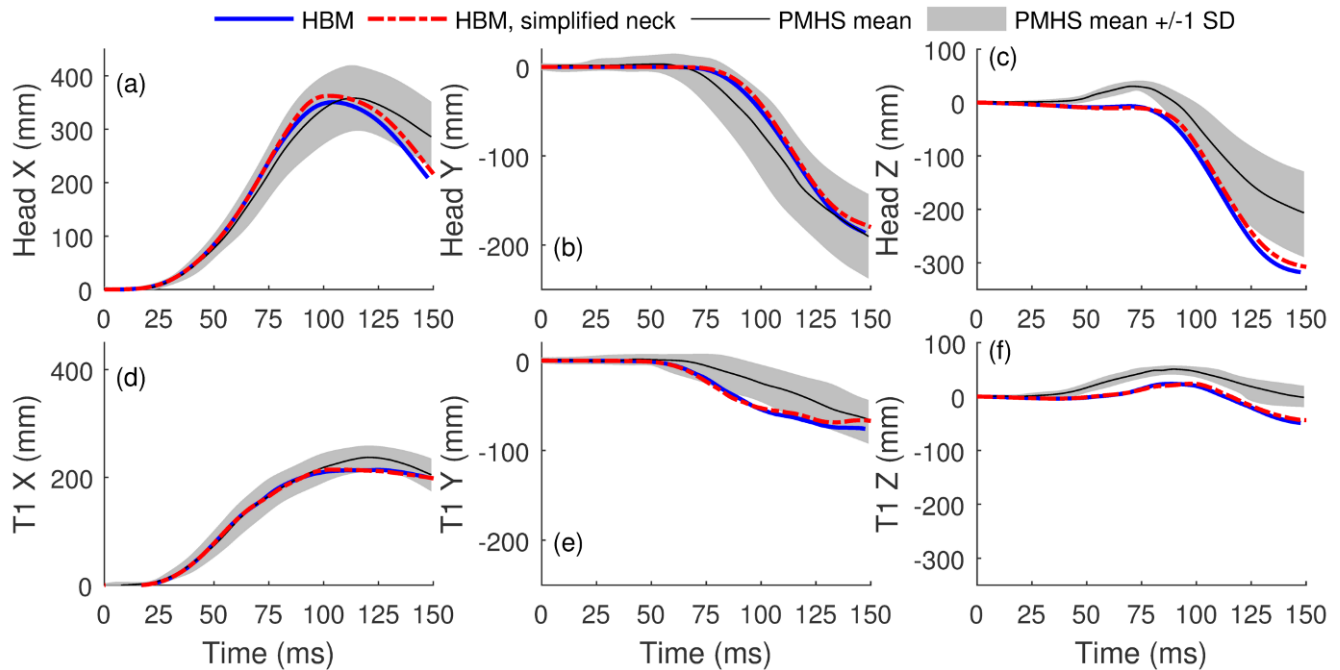 HBM HBM, simplified neck PMHS mean PMHS mean +/-1 SD
(a)
Head X (mm)
400
300
200
100
0
0 25 50 75 100 125 150
(b)
Head Y (mm)
0
-100
-200
0 25 50 75 100 125 150
(c)
Head Z (mm)
100
0
-100
-200
-300
0 25 50 75 100 125 150
(d)
T1 X (mm)
400
200
0
0 25 50 75 100 125 150
Time (ms)
(e)
T1 Y (mm)
0
-100
-200
0 25 50 75 100 125 150
Time (ms)
(f)
T1 Z (mm)
100
0
-100
-200
-300
0 25 50 75 100 125 150
Time (ms)